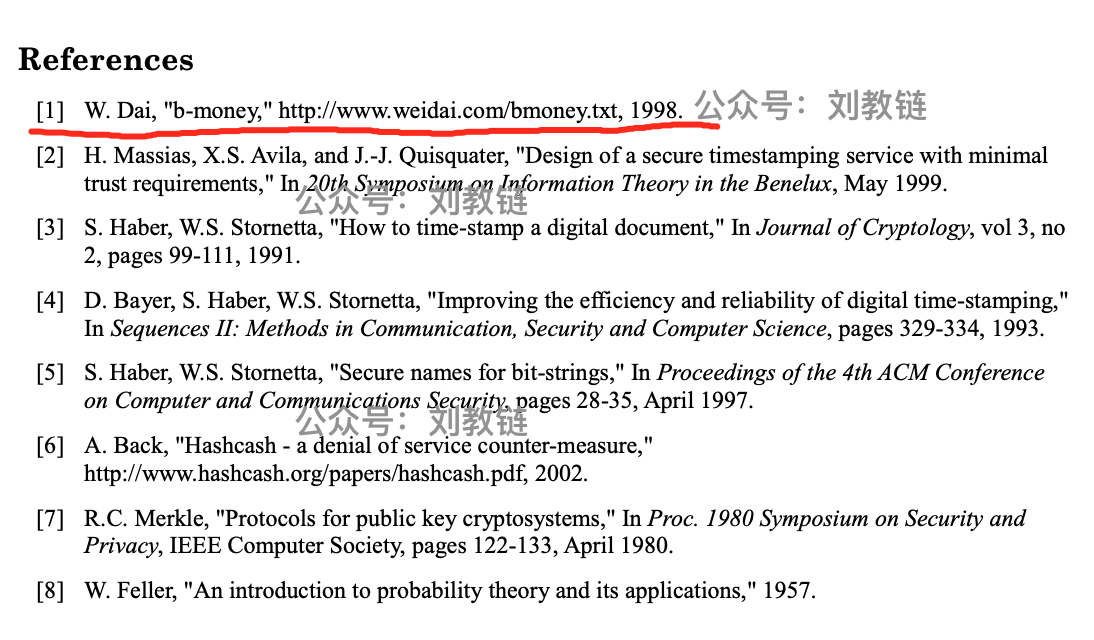 References
[1] W. Dai, "b-money," http://www.weidai.com/bmoney.txt, 1998.
公众号：刘教链
[2] H. Massias, X.S. Avila, and J.-J. Quisquater, "Design of a secure timestamping service with minimal
trust requirements," In 20th Symposium on Information Theory in the Benelux, May 1999.
公众号：刘教链
[3] S. Haber, W.S. Stornetta, "How to time-stamp a digital document," In Journal of Cryptology, vol 3, no
2, pages 99-111, 1991.
[4] D. Bayer, S. Haber, W.S. Stornetta, "Improving the efficiency and reliability of digital time-stamping,"
In Sequences II: Methods in Communication, Security and Computer Science, pages 329-334, 1993.
[5] S. Haber, W.S. Stornetta, "Secure names for bit-strings," In Proceedings of the 4th ACM Conference
on Computer and Communications Security, pages 28-35, April 1997.
公众号：刘教链
[6] A. Back, "Hashcash - a denial of service counter-measure,"
http://www.hashcash.org/papers/hashcash.pdf, 2002.
[7] R.C. Merkle, "Protocols for public key cryptosystems," In Proc. 1980 Symposium on Security and
Privacy, IEEE Computer Society, pages 122-133, April 1980.
[8] W. Feller, "An introduction to probability theory and its applications," 1957.